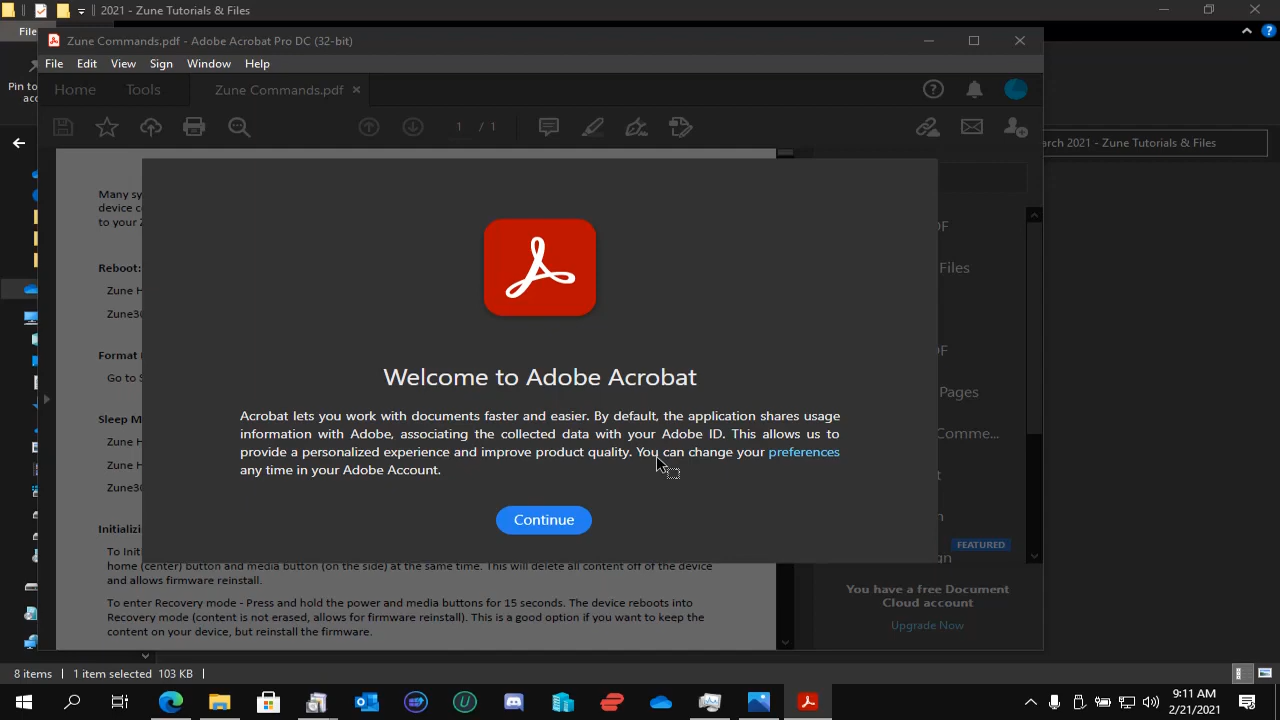 2021 - Zune Tutorials & Files
File
Zune Commands.pdf - Adobe Acrobat Pro DC (32-bit)
File Edit View Sign Window Help
Pin to
Home Tools Zune Commands.pdf
1 / 1
arch 2021 - Zune Tutorials & Files
Many sy
device c
to your Z
Reboot:
Zune H
Zune30
Format
Go to S
Sleep M
Zune H
Zune
Zune30
Initializin
To Init
home (center) button and media button (on the side) at the same time. This will delete all content off of the device
and allows firmware reinstall.
To enter Recovery mode - Press and hold the power and media buttons for 15 seconds. The device reboots into
Recovery mode (content is not erased, allows for firmware reinstall). This is a good option if you want to keep the
content on your device, but reinstall the firmware.
Welcome to Adobe Acrobat
Acrobat lets you work with documents faster and easier. By default, the application shares usage
information with Adobe, associating the collected data with your Adobe ID. This allows us to
provide a personalized experience and improve product quality. You can change your preferences
any time in your Adobe Account.
Continue
DF
Files
DF
Pages
Comme...
FEATURED
You have a free Document
Cloud account
Upgrade Now
8 items 1 item selected 103 KB
9:11 AM
2/21/2021